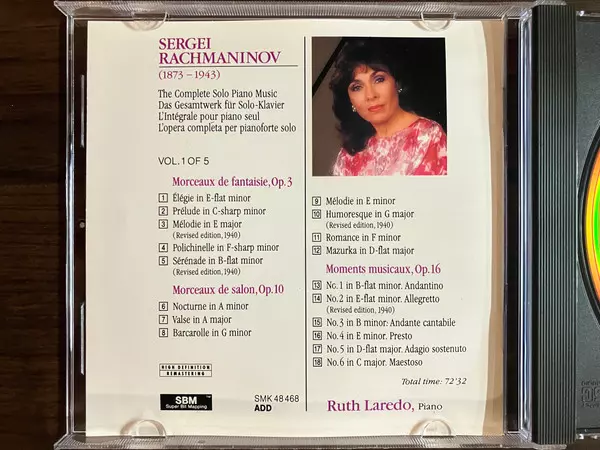 SERGEI
RACHMANINOV
(1873–1943)
The Complete Solo Piano Music
Das Gesamtwerk für Solo-Klavier
L'Intégrale pour piano seul
L'opera completa per pianoforte solo
VOL. 1 OF 5
Morceaux de fantaisie, Op. 3
1 Élégie in E-flat minor
2 Prélude in C-sharp minor
3 Mélodie in E major
(Revised edition, 1940)
4 Polichinelle in F-sharp minor
5 Sérénade in B-flat minor
(Revised edition, 1940)
Morceaux de salon, Op. 10
6 Nocturne in A minor
7 Valse in A major
8 Barcarolle in G minor
HIGH DEFINITION
REMASTERING
SBM™
Super Bit Mapping
SMK 48 468
ADD
9 Mélodie in E minor
10 Humoresque in G major
(Revised edition, 1940)
11 Romance in F minor
12 Mazurka in D-flat major
Moments musicaux, Op. 16
13 No. 1 in B-flat minor. Andantino
14 No. 2 in E-flat minor. Allegretto
(Revised edition, 1940)
15 No. 3 in B minor: Andante cantabile
16 No. 4 in E minor. Presto
17 No. 5 in D-flat major. Adagio sostenuto
18 No. 6 in C major. Maestoso
Total time: 72'32
Ruth Laredo, Piano